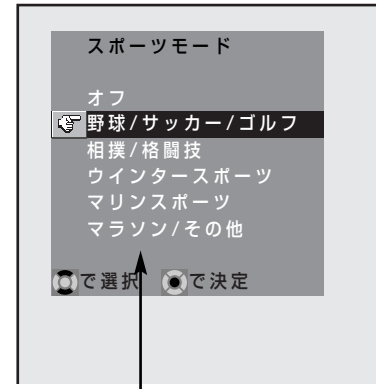 スポーツモード
オフ
野球/サッカー/ゴルフ
相撲/格闘技
ウインタースポーツ
マリンスポーツ
マラソン/その他
で選択 で決定